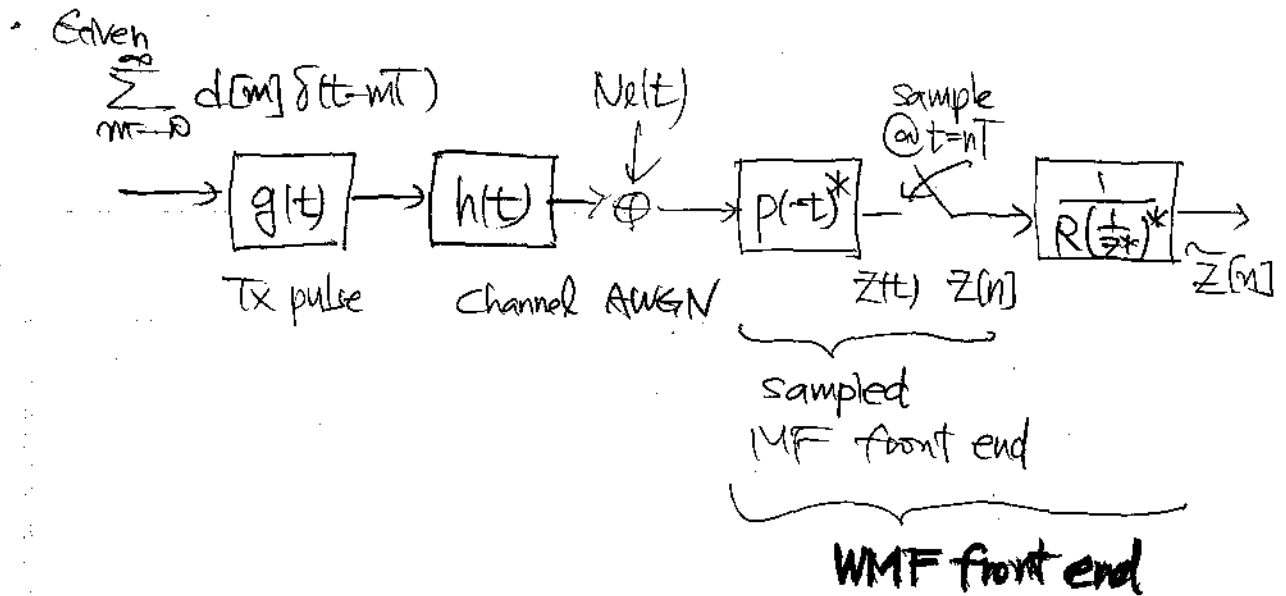 · Given
∞
∑ d[m] δ(t-mT)
m=-∞
Ne(t)
sample
@ t=nT
g(t)
h(t)
⊕
p(-t)*
1
R(1/z*)*
Tx pulse
Channel AWGN
z(t) z[n]
z̃[n]
sampled
MF front end
WMF front end